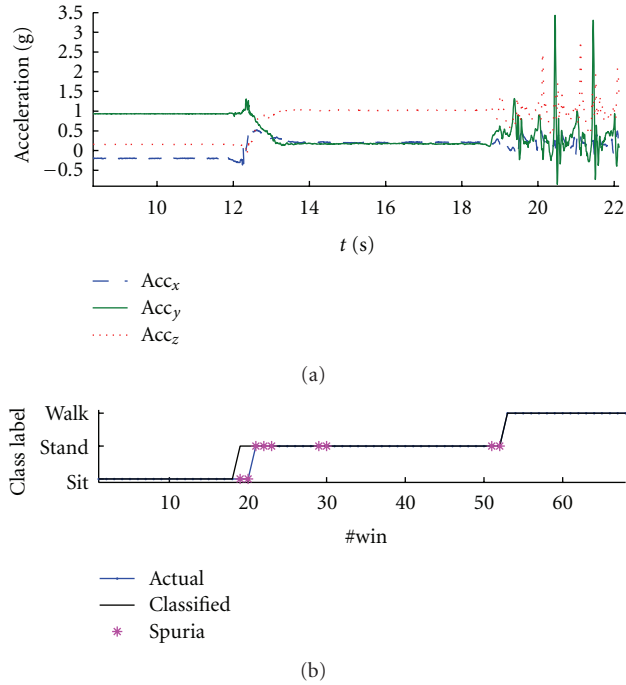 Acceleration (g)
3.5
3
2.5
2
1.5
1
0.5
0
−0.5
10 12 14 16 18 20 22
t (s)
Accx
Accy
Accz
(a)
Class label
Walk
Stand
Sit
10 20 30 40 50 60
#win
Actual
Classified
Spuria
(b)